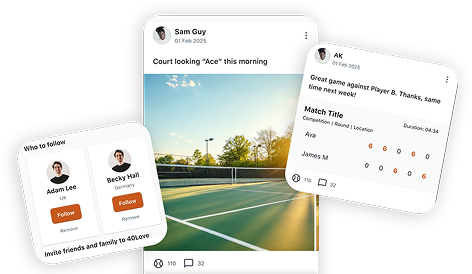 Sam Guy
01 Feb 2025
Court looking “Ace” this morning
110 32
Who to follow
Adam Lee
UK
Follow
Remove
Becky Hall
Germany
Follow
Remove
Invite friends and family to 40Love
AK
01 Feb 2025
Great game against Player B. Thanks, same
time next week!
Match Title
Duration: 04:34
Competition | Round | Location
Ava 6 6 0 6 0
James M 0 0 6 0 6
110 32